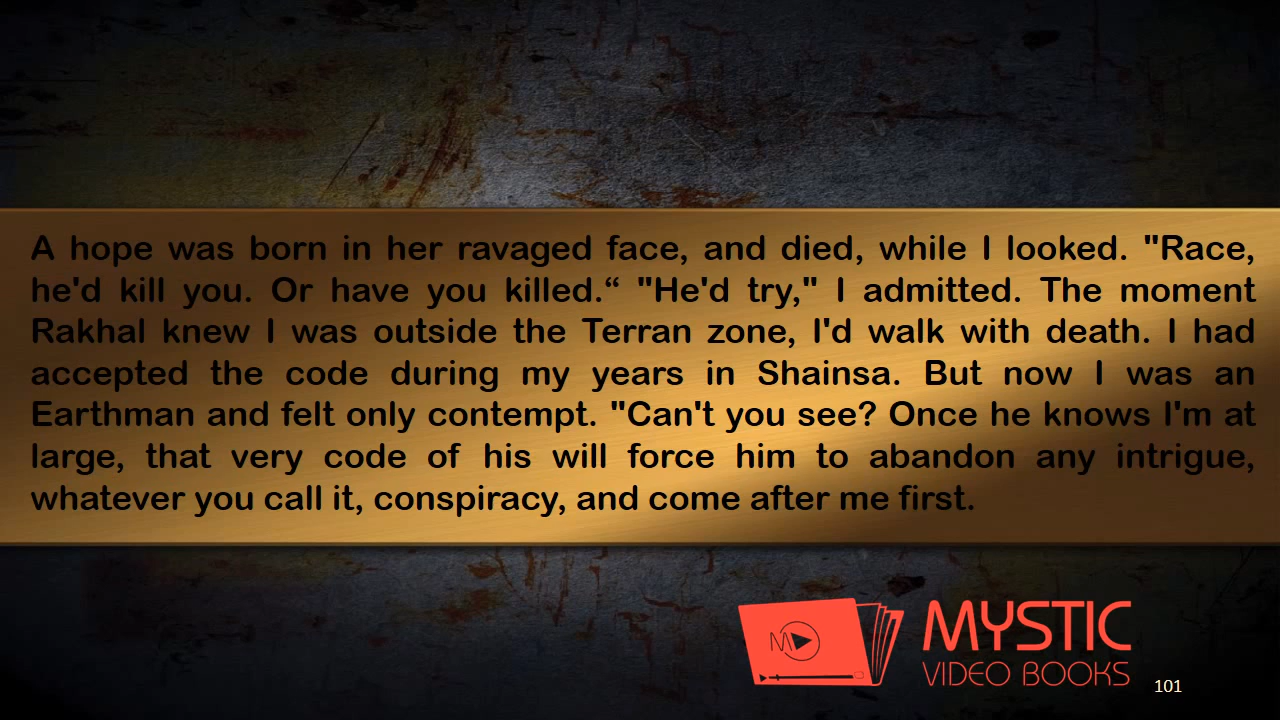 A hope was born in her ravaged face, and died, while I looked. "Race,
he'd kill you. Or have you killed.“ "He'd try," I admitted. The moment
Rakhal knew I was outside the Terran zone, I'd walk with death. I had
accepted the code during my years in Shainsa. But now I was an
Earthman and felt only contempt. "Can't you see? Once he knows I'm at
large, that very code of his will force him to abandon any intrigue,
whatever you call it, conspiracy, and come after me first.
M
MYSTIC
VIDEO BOOKS
101